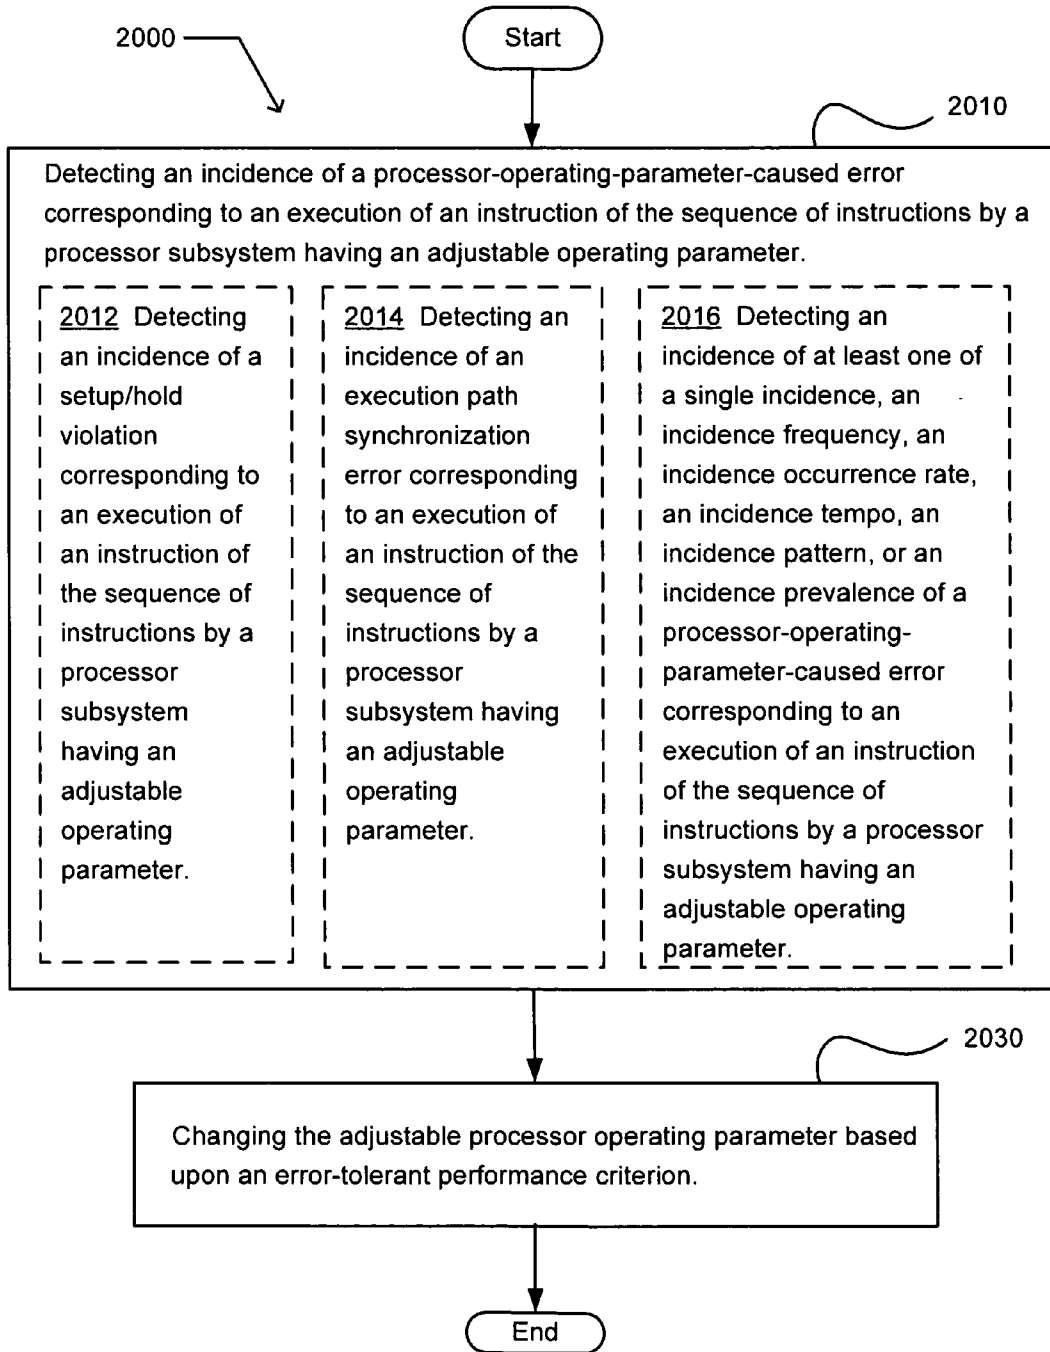 2000
Start
2010
Detecting an incidence of a processor-operating-parameter-caused error
corresponding to an execution of an instruction of the sequence of instructions by a
processor subsystem having an adjustable operating parameter.
2012 Detecting
an incidence of a
setup/hold
violation
corresponding to
an execution of
an instruction of
the sequence of
instructions by a
processor
subsystem
having an
adjustable
operating
parameter.
2014 Detecting an
incidence of an
execution path
synchronization
error corresponding
to an execution of
an instruction of the
sequence of
instructions by a
processor
subsystem having
an adjustable
operating
parameter.
2016 Detecting an
incidence of at least one of
a single incidence, an
incidence frequency, an
incidence occurrence rate,
an incidence tempo, an
incidence pattern, or an
incidence prevalence of a
processor-operating-
parameter-caused error
corresponding to an
execution of an instruction
of the sequence of
instructions by a processor
subsystem having an
adjustable operating
parameter.
2030
Changing the adjustable processor operating parameter based
upon an error-tolerant performance criterion.
End